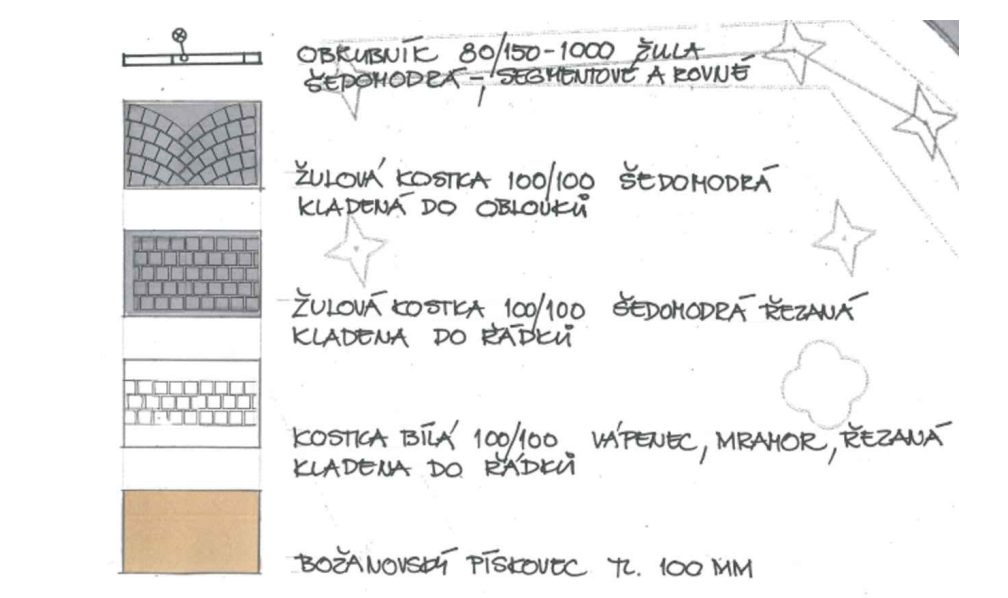 OBRUBNÍK 80/150-1000 ŽULA
ŠEDOMODRÁ - SEGMENTOVÉ A ROVNÉ
ŽULOVÁ KOSTKA 100/100 ŠEDOMODRÁ
KLADENÁ DO OBLOUKŮ
ŽULOVÁ KOSTKA 100/100 ŠEDOMODRÁ ŘEZANÁ
KLADENA DO ŘÁDKŮ
KOSTKA BÍLÁ 100/100 VÁPENEC, MRAMOR, ŘEZANÁ
KLADENA DO ŘÁDKŮ
BOŽANOVSKÝ PÍSKOVEC TL. 100 MM